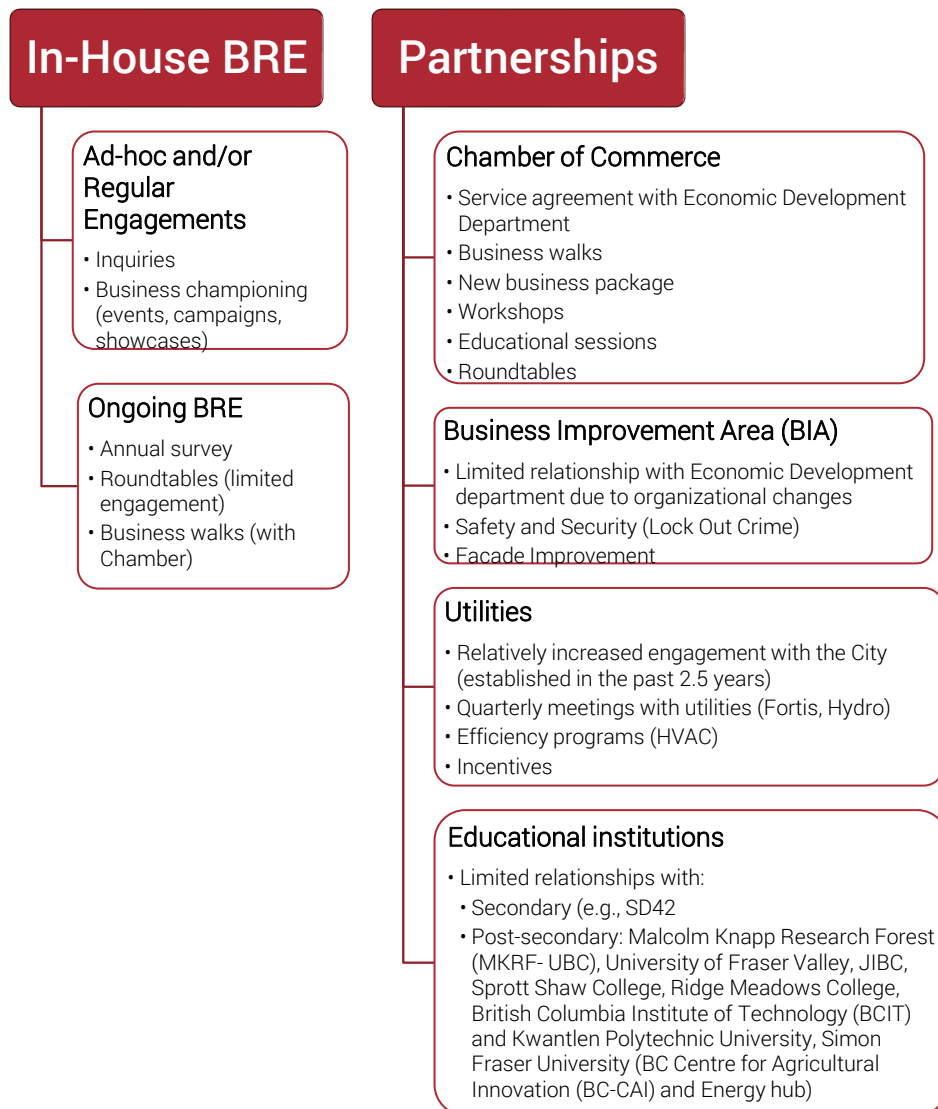 In-House BRE
Ad-hoc and/or
Regular
Engagements
• Inquiries
• Business championing
(events, campaigns,
showcases)
Ongoing BRE
• Annual survey
• Roundtables (limited
engagement)
• Business walks (with
Chamber)
Partnerships
Chamber of Commerce
• Service agreement with Economic Development
Department
• Business walks
• New business package
• Workshops
• Educational sessions
• Roundtables
Business Improvement Area (BIA)
• Limited relationship with Economic Development
department due to organizational changes
• Safety and Security (Lock Out Crime)
• Facade Improvement
Utilities
• Relatively increased engagement with the City
(established in the past 2.5 years)
• Quarterly meetings with utilities (Fortis, Hydro)
• Efficiency programs (HVAC)
• Incentives
Educational institutions
• Limited relationships with:
• Secondary (e.g., SD42
• Post-secondary: Malcolm Knapp Research Forest
(MKRF- UBC), University of Fraser Valley, JIBC,
Sprott Shaw College, Ridge Meadows College,
British Columbia Institute of Technology (BCIT)
and Kwantlen Polytechnic University, Simon
Fraser University (BC Centre for Agricultural
Innovation (BC-CAI) and Energy hub)